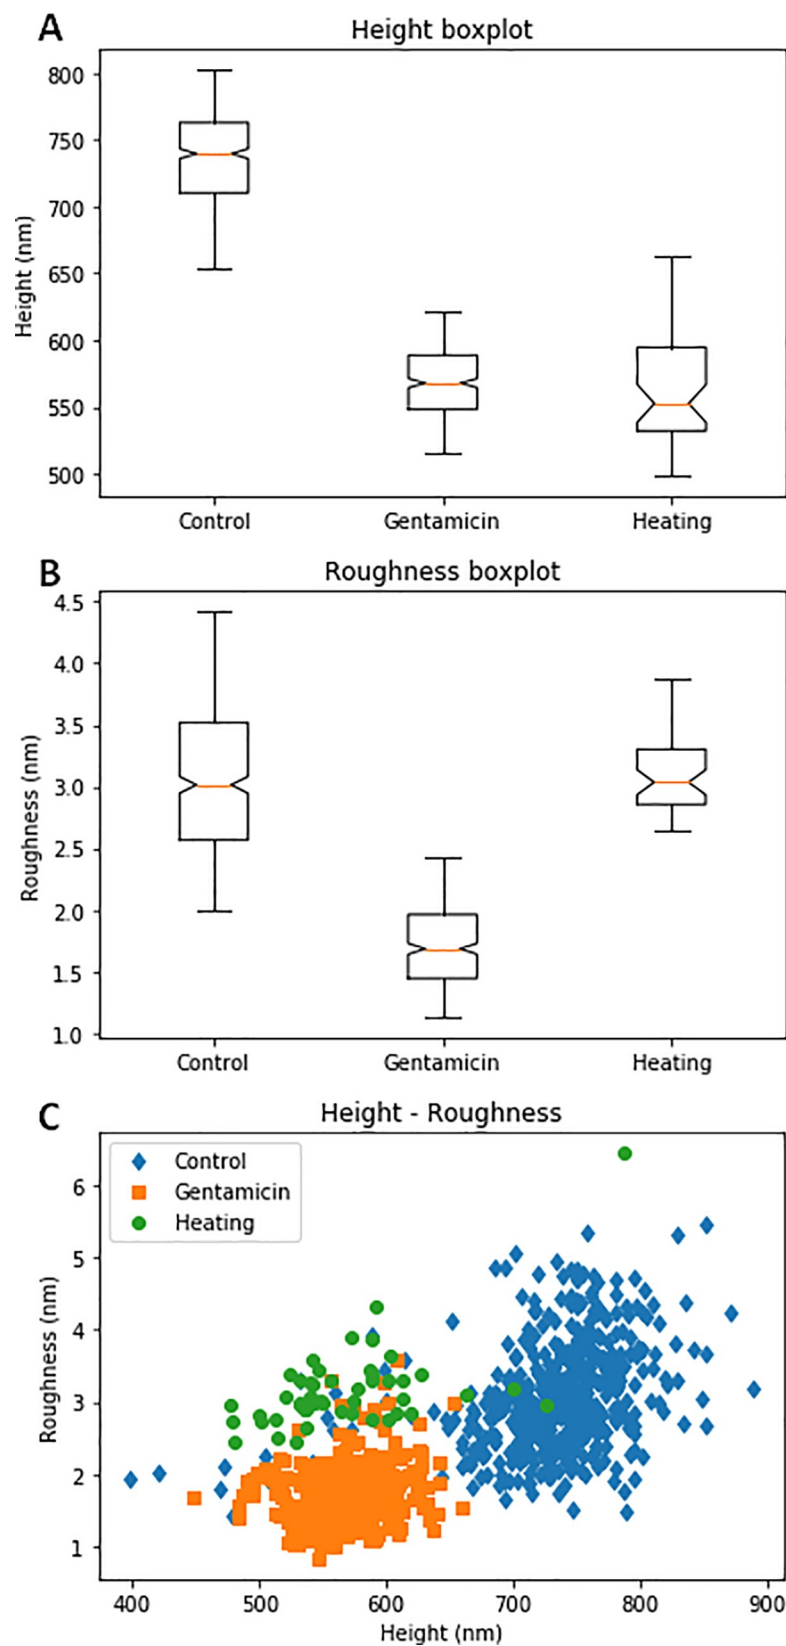 A
Height boxplot
Height (nm)
800
750
700
650
600
550
500
Control Gentamicin Heating
B
Roughness boxplot
Roughness (nm)
4.5
4.0
3.5
3.0
2.5
2.0
1.5
1.0
Control Gentamicin Heating
C
Height - Roughness
Control
Gentamicin
Heating
Roughness (nm)
6
5
4
3
2
1
400 500 600 700 800 900
Height (nm)